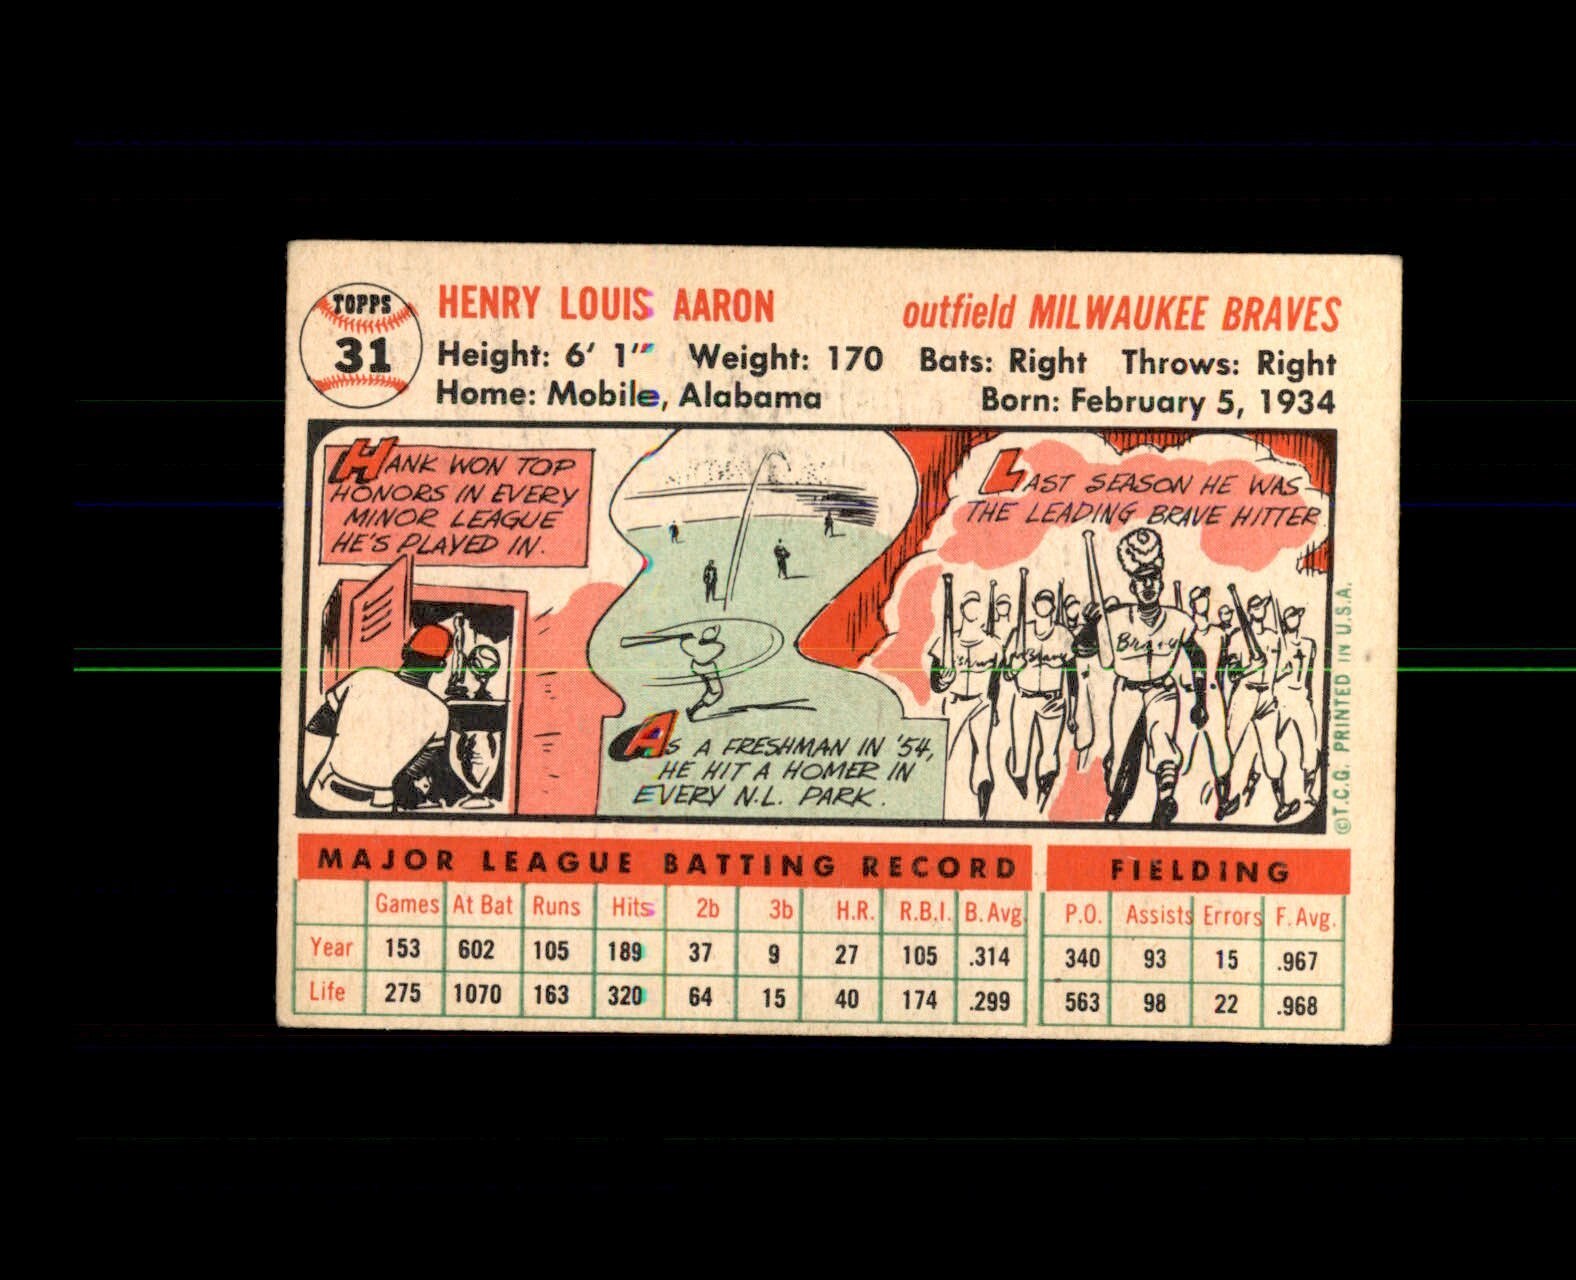 TOPPS
31
HENRY LOUIS AARON outfield MILWAUKEE BRAVES
Height: 6' 1" Weight: 170 Bats: Right Throws: Right
Home: Mobile, Alabama Born: February 5, 1934
HANK WON TOP
HONORS IN EVERY
MINOR LEAGUE
HE'S PLAYED IN.
AS A FRESHMAN IN '54,
HE HIT A HOMER IN
EVERY N.L. PARK.
LAST SEASON HE WAS
THE LEADING BRAVE HITTER
Braves
©T.C.G. PRINTED IN U.S.A.
MAJOR LEAGUE BATTING RECORD FIELDING
Games At Bat Runs Hits 2b 3b H.R. R.B.I. B. Avg. P.O. Assists Errors F. Avg.
Year 153 602 105 189 37 9 27 105 .314 340 93 15 .967
Life 275 1070 163 320 64 15 40 174 .299 563 98 22 .968